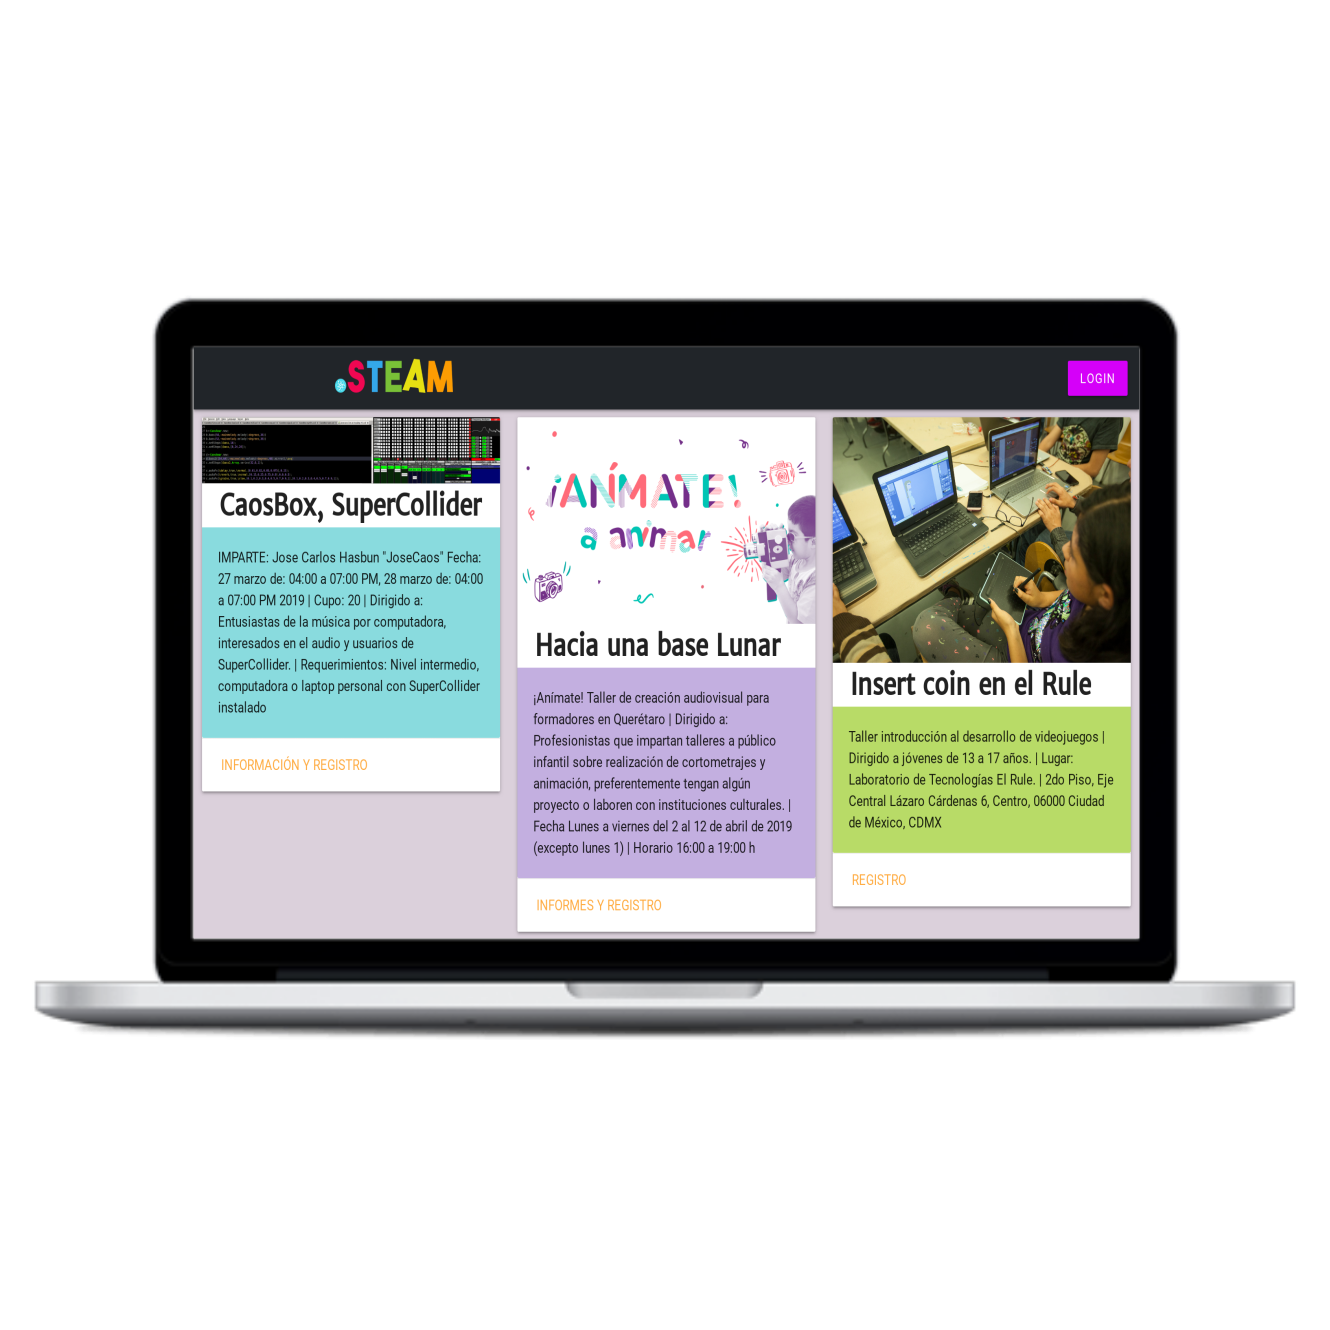 .STEAM
LOGIN
CaosBox, SuperCollider
IMPARTE: Jose Carlos Hasbun "JoseCaos" Fecha:
27 marzo de: 04:00 a 07:00 PM, 28 marzo de: 04:00
a 07:00 PM 2019 | Cupo: 20 | Dirigido a:
Entusiastas de la música por computadora,
interesados en el audio y usuarios de
SuperCollider. | Requerimientos: Nivel intermedio,
computadora o laptop personal con SuperCollider
instalado
INFORMACIÓN Y REGISTRO
¡ANÍMATE!
a animar
Hacia una base Lunar
¡Anímate! Taller de creación audiovisual para
formadores en Querétaro | Dirigido a:
Profesionistas que impartan talleres a público
infantil sobre realización de cortometrajes y
animación, preferentemente tengan algún
proyecto o laboren con instituciones culturales. |
Fecha Lunes a viernes del 2 al 12 de abril de 2019
(excepto lunes 1) | Horario 16:00 a 19:00 h
INFORMES Y REGISTRO
Insert coin en el Rule
Taller introducción al desarrollo de videojuegos |
Dirigido a jóvenes de 13 a 17 años. | Lugar:
Laboratorio de Tecnologías El Rule. | 2do Piso, Eje
Central Lázaro Cárdenas 6, Centro, 06000 Ciudad
de México, CDMX
REGISTRO